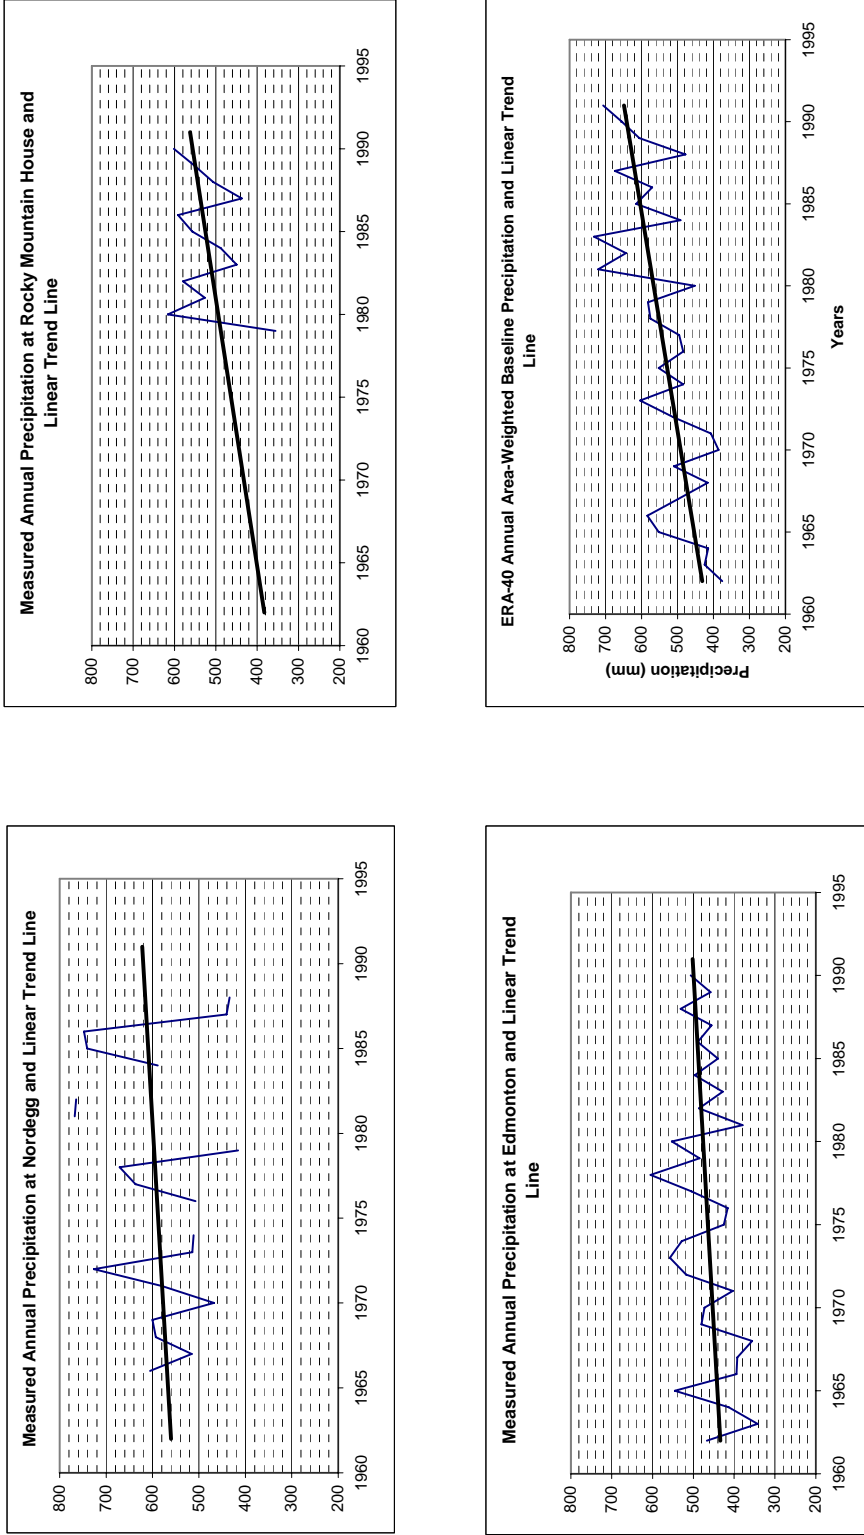 Measured Annual Precipitation at Nordegg and Linear Trend Line
800
700
600
500
400
300
200
1960 1965 1970 1975 1980 1985 1990 1995
Measured Annual Precipitation at Rocky Mountain House and
Linear Trend Line
800
700
600
500
400
300
200
1960 1965 1970 1975 1980 1985 1990 1995
Measured Annual Precipitation at Edmonton and Linear Trend
Line
800
700
600
500
400
300
200
1960 1965 1970 1975 1980 1985 1990 1995
ERA-40 Annual Area-Weighted Baseline Precipitation and Linear Trend
Line
Precipitation (mm)
800
700
600
500
400
300
200
1960 1965 1970 1975 1980 1985 1990 1995
Years